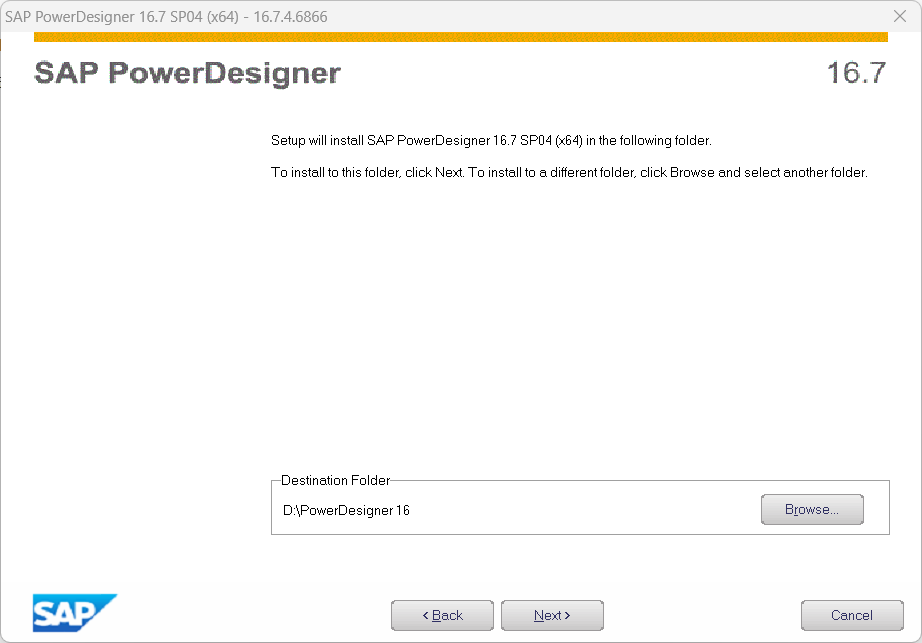 SAP PowerDesigner 16.7 SP04 (x64) - 16.7.4.6866
SAP PowerDesigner 16.7
Setup will install SAP PowerDesigner 16.7 SP04 (x64) in the following folder.
To install to this folder, click Next. To install to a different folder, click Browse and select another folder.
Destination Folder
D:\PowerDesigner 16 Browse...
SAP < Back Next > Cancel